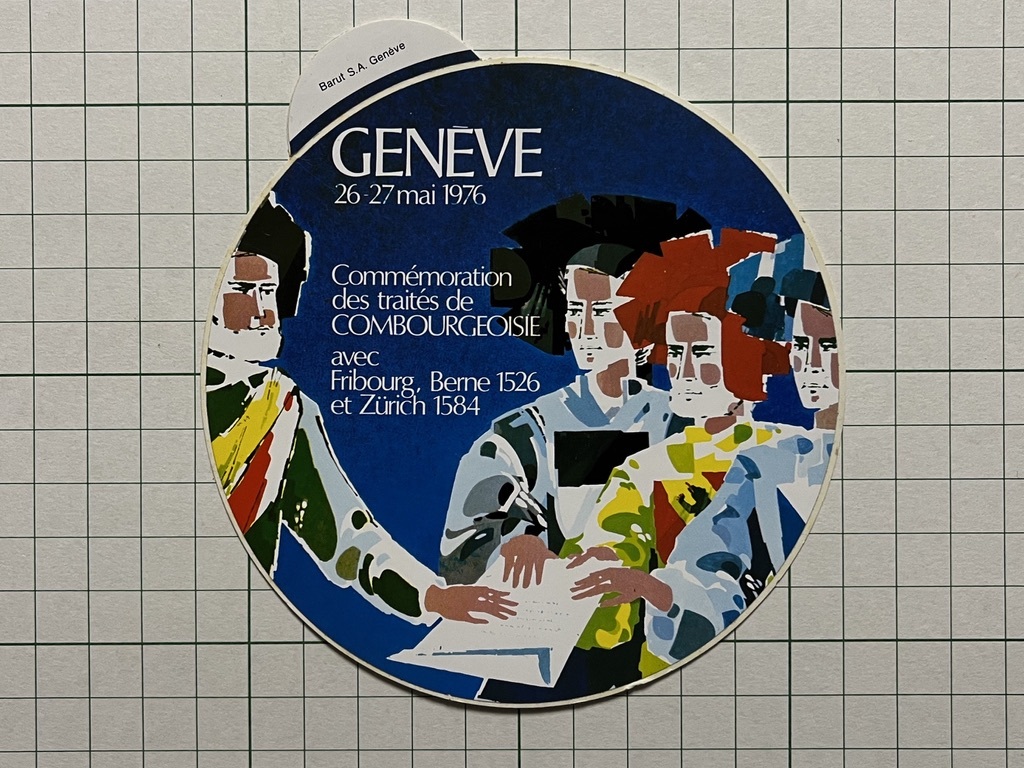 Barut S.A. Genève
GENÈVE
26-27 mai 1976
Commémoration
des traités de
COMBOURGEOISIE
avec
Fribourg, Berne 1526
et Zürich 1584